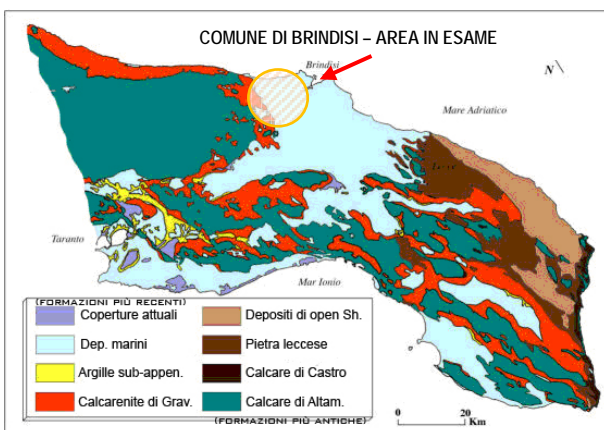 COMUNE DI BRINDISI – AREA IN ESAME
Brindisi
N
Mare Adriatico
Lecce
Taranto
Mar Ionio
(FORMAZIONI PIÙ RECENTI)
Coperture attuali
Depositi di open Sh.
Dep. marini
Pietra leccese
Argille sub-appen.
Calcare di Castro
Calcarenite di Grav.
Calcare di Altam.
(FORMAZIONI PIÙ ANTICHE)
0 20
Km